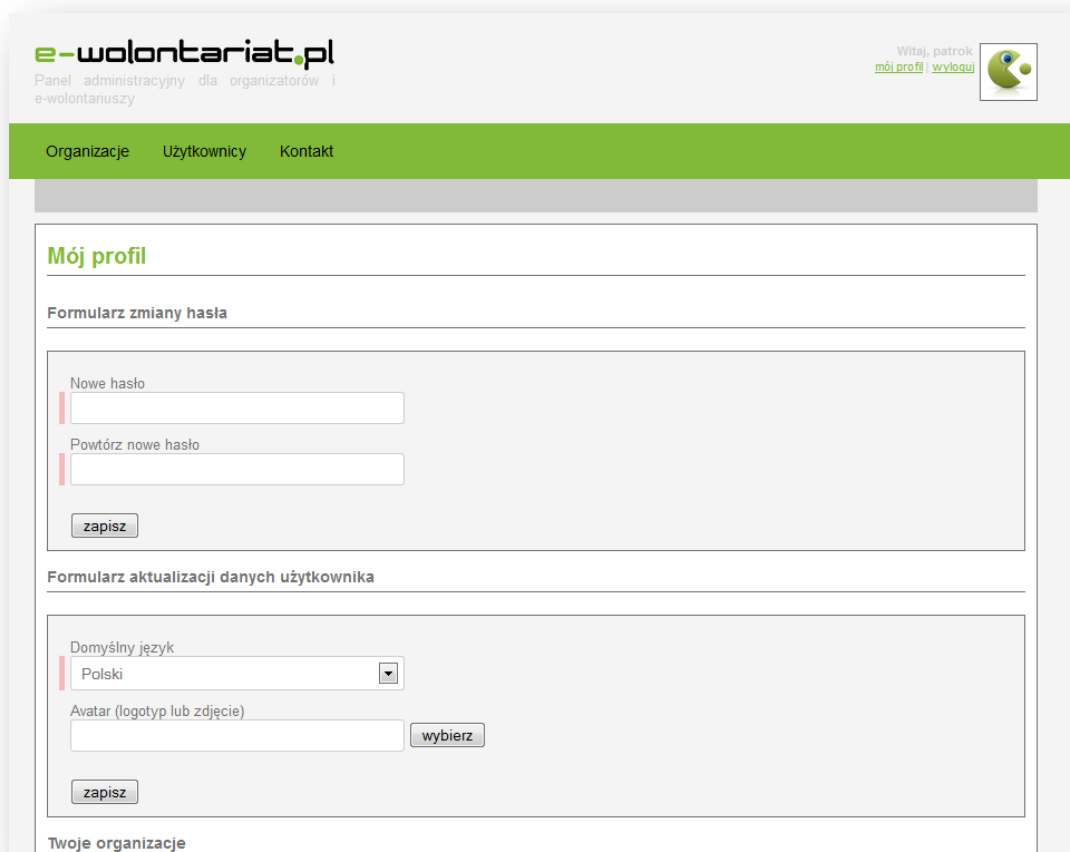 e-wolontariat.pl
Panel administracyjny dla organizatorów i
e-wolontariuszy
Witaj, patrok
mój profil | wyloguj
Organizacje Użytkownicy Kontakt
Mój profil
Formularz zmiany hasła
Nowe hasło
Powtórz nowe hasło
zapisz
Formularz aktualizacji danych użytkownika
Domyślny język
Polski
Avatar (logotyp lub zdjęcie)
wybierz
zapisz
Twoje organizacje